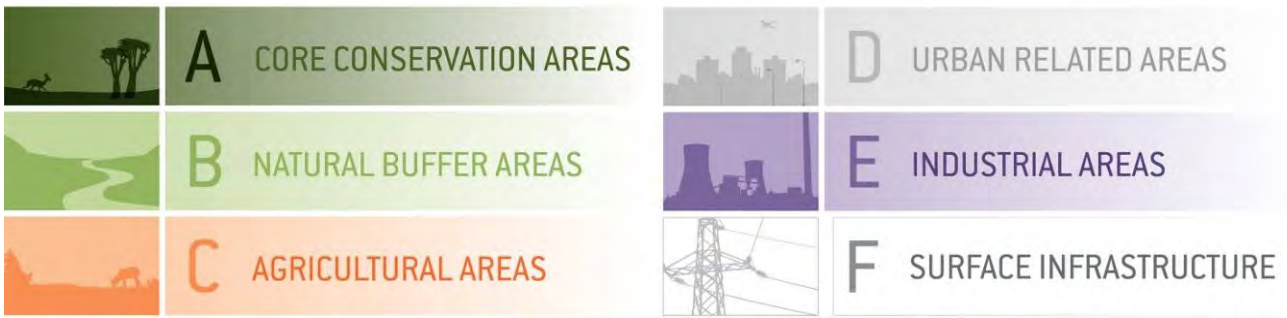 A CORE CONSERVATION AREAS
B NATURAL BUFFER AREAS
C AGRICULTURAL AREAS
D URBAN RELATED AREAS
E INDUSTRIAL AREAS
F SURFACE INFRASTRUCTURE